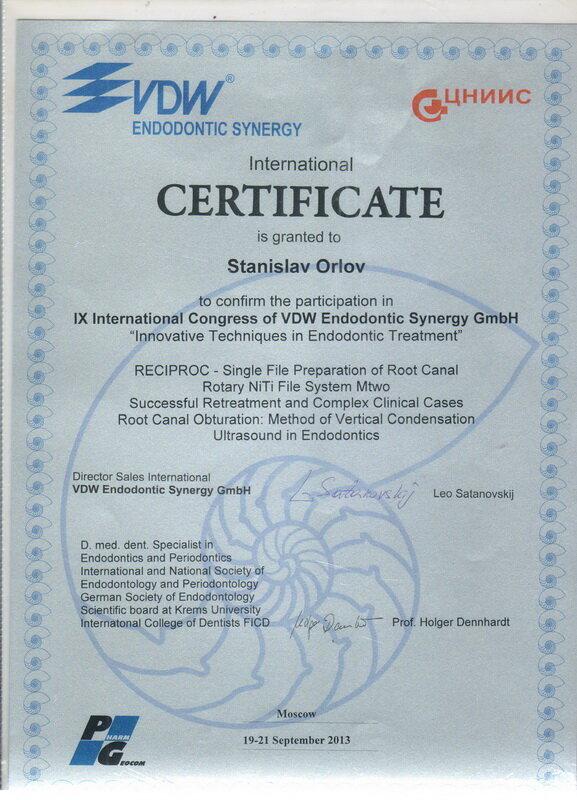 VDW®
ЦНИИС
ENDODONTIC SYNERGY
International
CERTIFICATE
is granted to
Stanislav Orlov
to confirm the participation in
IX International Congress of VDW Endodontic Synergy GmbH
“Innovative Techniques in Endodontic Treatment”
RECIPROC - Single File Preparation of Root Canal
Rotary NiTi File System Mtwo
Successful Retreatment and Complex Clinical Cases
Root Canal Obturation: Method of Vertical Condensation
Ultrasound in Endodontics
Director Sales International
VDW Endodontic Synergy GmbH
L. Satanovskij
Leo Satanovskij
D. med. dent. Specialist in
Endodontics and Periodontics
International and National Society of
Endodontology and Periodontology
German Society of Endodontology
Scientific board at Krems University
International College of Dentists FICD
Prof. Holger Dennhardt
Moscow
19-21 September 2013
PHARM
GEOCOM